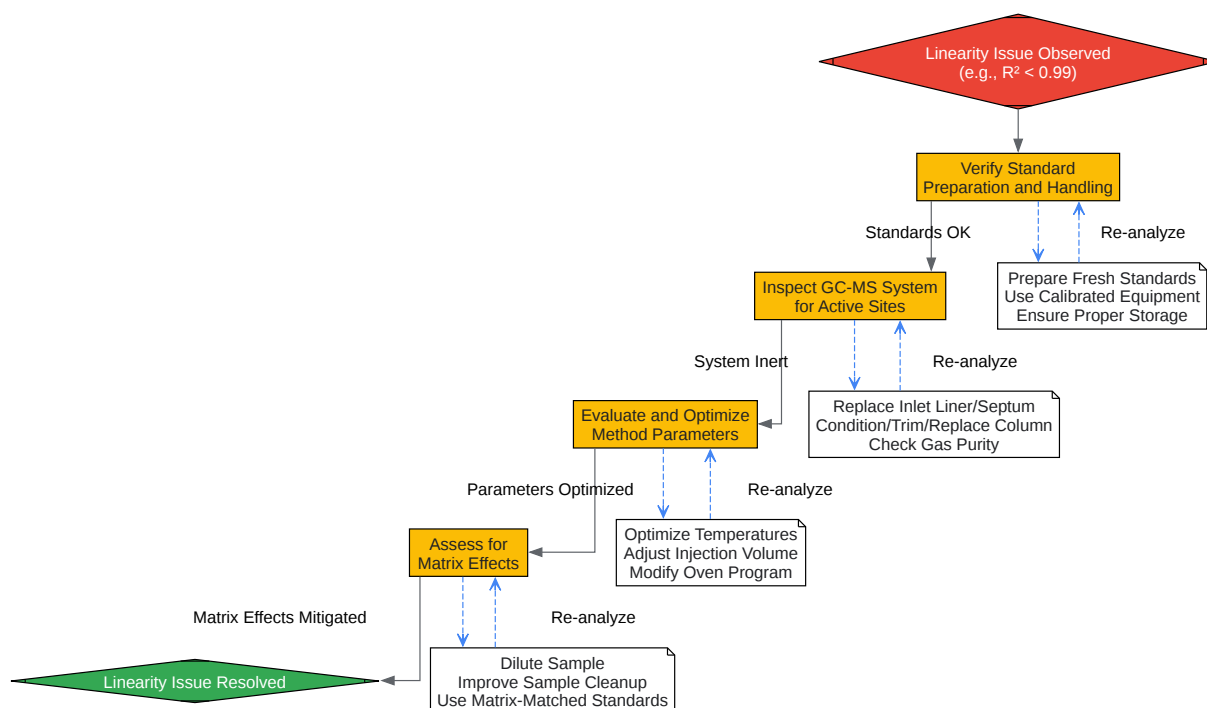 Linearity Issue Observed
(e.g., R² < 0.99)
Verify Standard
Preparation and Handling
Standards OK
Re-analyze
Prepare Fresh Standards
Use Calibrated Equipment
Ensure Proper Storage
Inspect GC-MS System
for Active Sites
System Inert
Re-analyze
Replace Inlet Liner/Septum
Condition/Trim/Replace Column
Check Gas Purity
Evaluate and Optimize
Method Parameters
Parameters Optimized
Re-analyze
Optimize Temperatures
Adjust Injection Volume
Modify Oven Program
Assess for
Matrix Effects
Matrix Effects Mitigated
Re-analyze
Dilute Sample
Improve Sample Cleanup
Use Matrix-Matched Standards
Linearity Issue Resolved